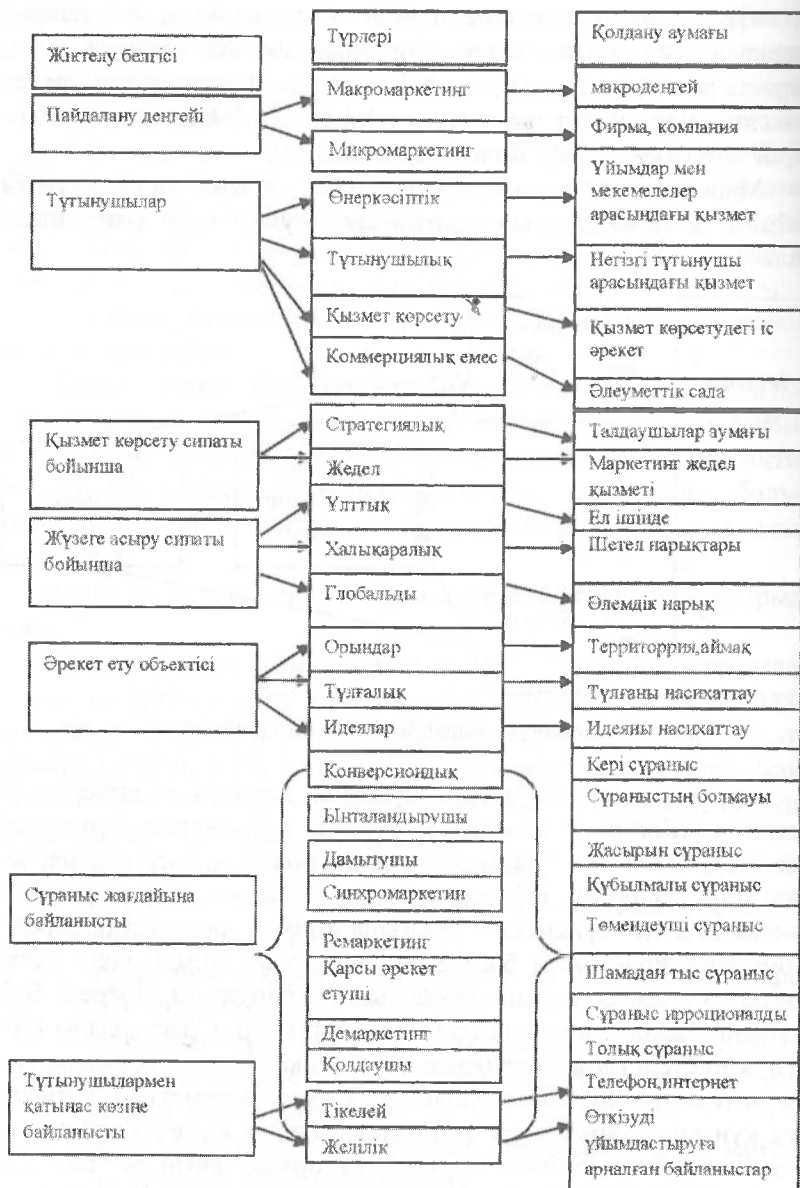 Жіктелу белгісі
Түрлері
Қолдану аумағы
Пайдалану деңгейі
Макромаркетинг
макродеңгей
Микромаркетинг
Фирма, компания
Тұтынушылар
Өнеркәсіптік
Ұйымдар мен
мекемелелер
арасындағы қызмет
Тұтынушылық
Негізгі тұтынушы
арасындағы қызмет
Қызмет көрсету
Қызмет көрсетудегі іс
әрекет
Коммерциялық емес
Әлеуметтік сала
Қызмет көрсету сипаты
бойынша
Стратегиялық
Талдаушылар аумағы
Жедел
Маркетинг жедел
қызметі
Жүзеге асыру сипаты
бойынша
Ұлттық
Ел ішінде
Халықаралық
Шетел нарықтары
Глобальды
Әлемдік нарық
Әрекет ету объектісі
Орындар
Территоррия,аймақ
Тұлғалық
Тұлғаны насихаттау
Идеялар
Идеяны насихаттау
Сұраныс жағдайына
байланысты
Конверсиондық
Ынталандырушы
Дамытушы
Синхромаркетин
Ремаркетинг
Қарсы әрекет
етуші
Демаркетинг
Қолдаушы
Кері сұраныс
Сұраныстың болмауы
Жасырын сұраныс
Құбылмалы сұраныс
Төмендеуші сұраныс
Шамадан тыс сұраныс
Сұраныс ирроционалды
Толық сұраныс
Тұтынушылармен
қатынас көзіне
байланысты
Тікелей
Телефон,интернет
Желілік
Өткізуді
ұйымдастыруға
арналған байланыстар